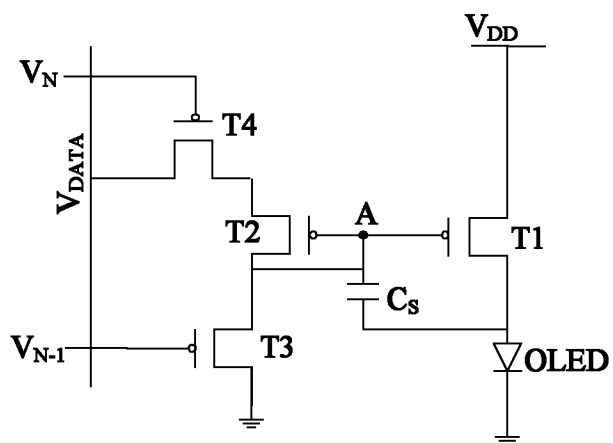 V_DD
V_N
T4
V_DATA
A
T2
T1
C_S
V_N-1
T3
OLED